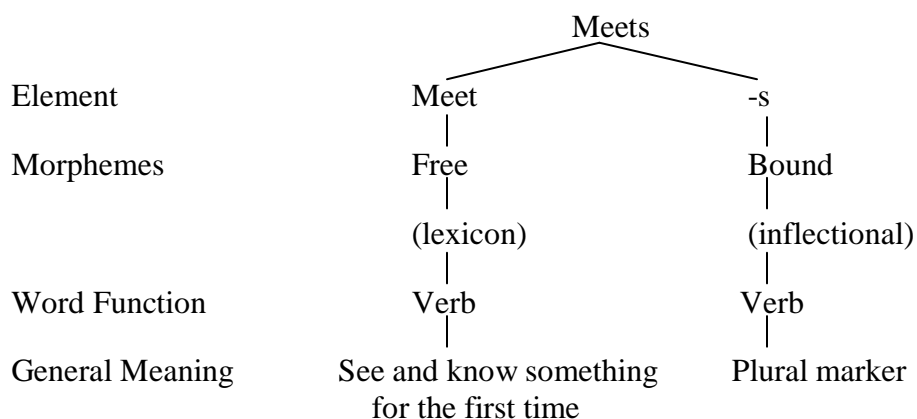 Meets
Element Meet -s
Morphemes Free Bound
(lexicon) (inflectional)
Word Function Verb Verb
General Meaning See and know something Plural marker
for the first time